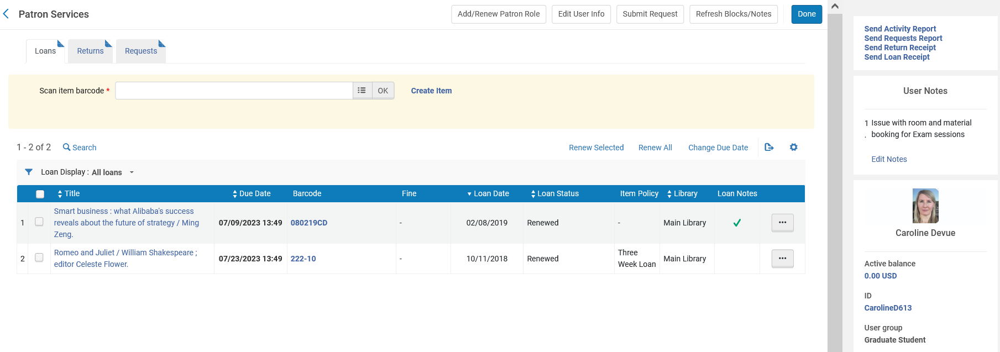 Patron Services
Add/Renew Patron Role
Edit User Info
Submit Request
Refresh Blocks/Notes
Done
Loans
Returns
Requests
Scan item barcode *
OK
Create Item
1 - 2 of 2
Search
Renew Selected
Renew All
Change Due Date
Loan Display : All loans
Title
Due Date
Barcode
Fine
Loan Date
Loan Status
Item Policy
Library
Loan Notes
1
Smart business : what Alibaba's success
reveals about the future of strategy / Ming
Zeng.
07/09/2023 13:49
080219CD
-
02/08/2019
Renewed
-
Main Library
2
Romeo and Juliet / William Shakespeare ;
editor Celeste Flower.
07/23/2023 13:49
222-10
-
10/11/2018
Renewed
Three
Week Loan
Main Library
Send Activity Report
Send Requests Report
Send Return Receipt
Send Loan Receipt
User Notes
1 Issue with room and material
. booking for Exam sessions
Edit Notes
Caroline Devue
Active balance
0.00 USD
ID
CarolineD613
User group
Graduate Student